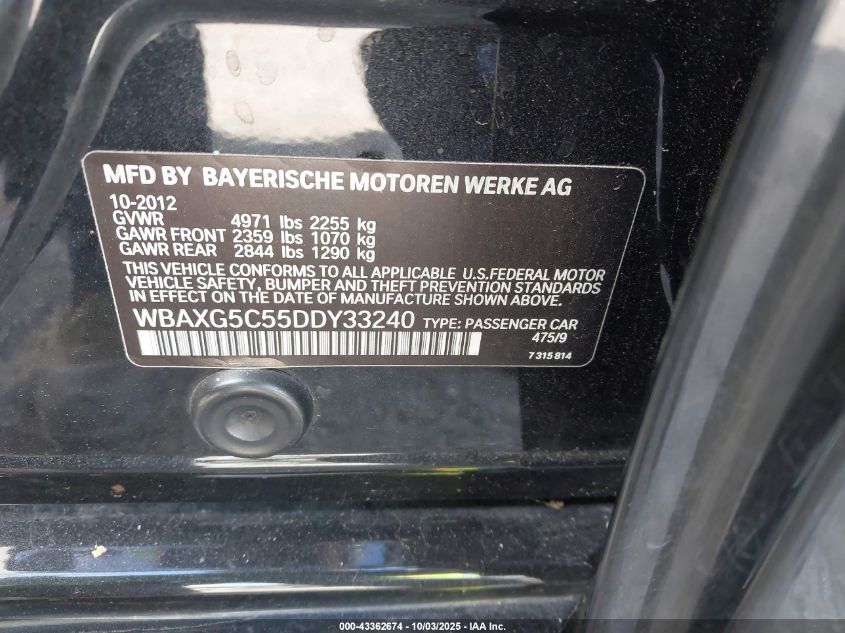 MFD BY BAYERISCHE MOTOREN WERKE AG
10-2012
GVWR 4971 lbs 2255 kg
GAWR FRONT 2359 lbs 1070 kg
GAWR REAR 2844 lbs 1290 kg
THIS VEHICLE CONFORMS TO ALL APPLICABLE U.S.FEDERAL MOTOR
VEHICLE SAFETY, BUMPER AND THEFT PREVENTION STANDARDS
IN EFFECT ON THE DATE OF MANUFACTURE SHOWN ABOVE.
WBAXG5C55DDY33240 TYPE: PASSENGER CAR
475/9
7 315 814
000-43362674 - 10/03/2025 - IAA Inc.